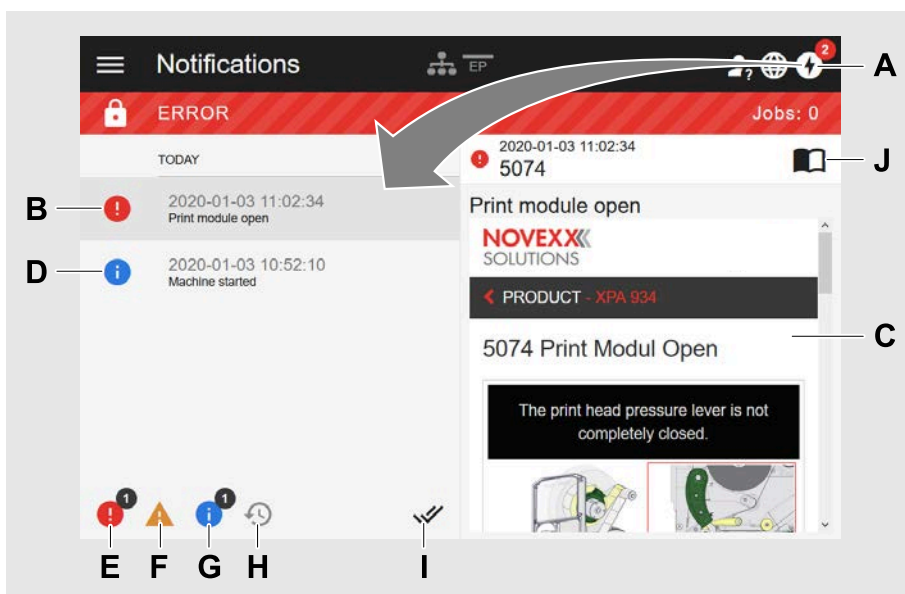 Notifications
EP
?
2
A
ERROR
Jobs: 0
TODAY
2020-01-03 11:02:34
5074
J
B
2020-01-03 11:02:34
Print module open
Print module open
NOVEXX
SOLUTIONS
D
2020-01-03 10:52:10
Machine started
PRODUCT - XPA 934
5074 Print Modul Open
C
The print head pressure lever is not
completely closed.
1
1
E
F
G
H
I